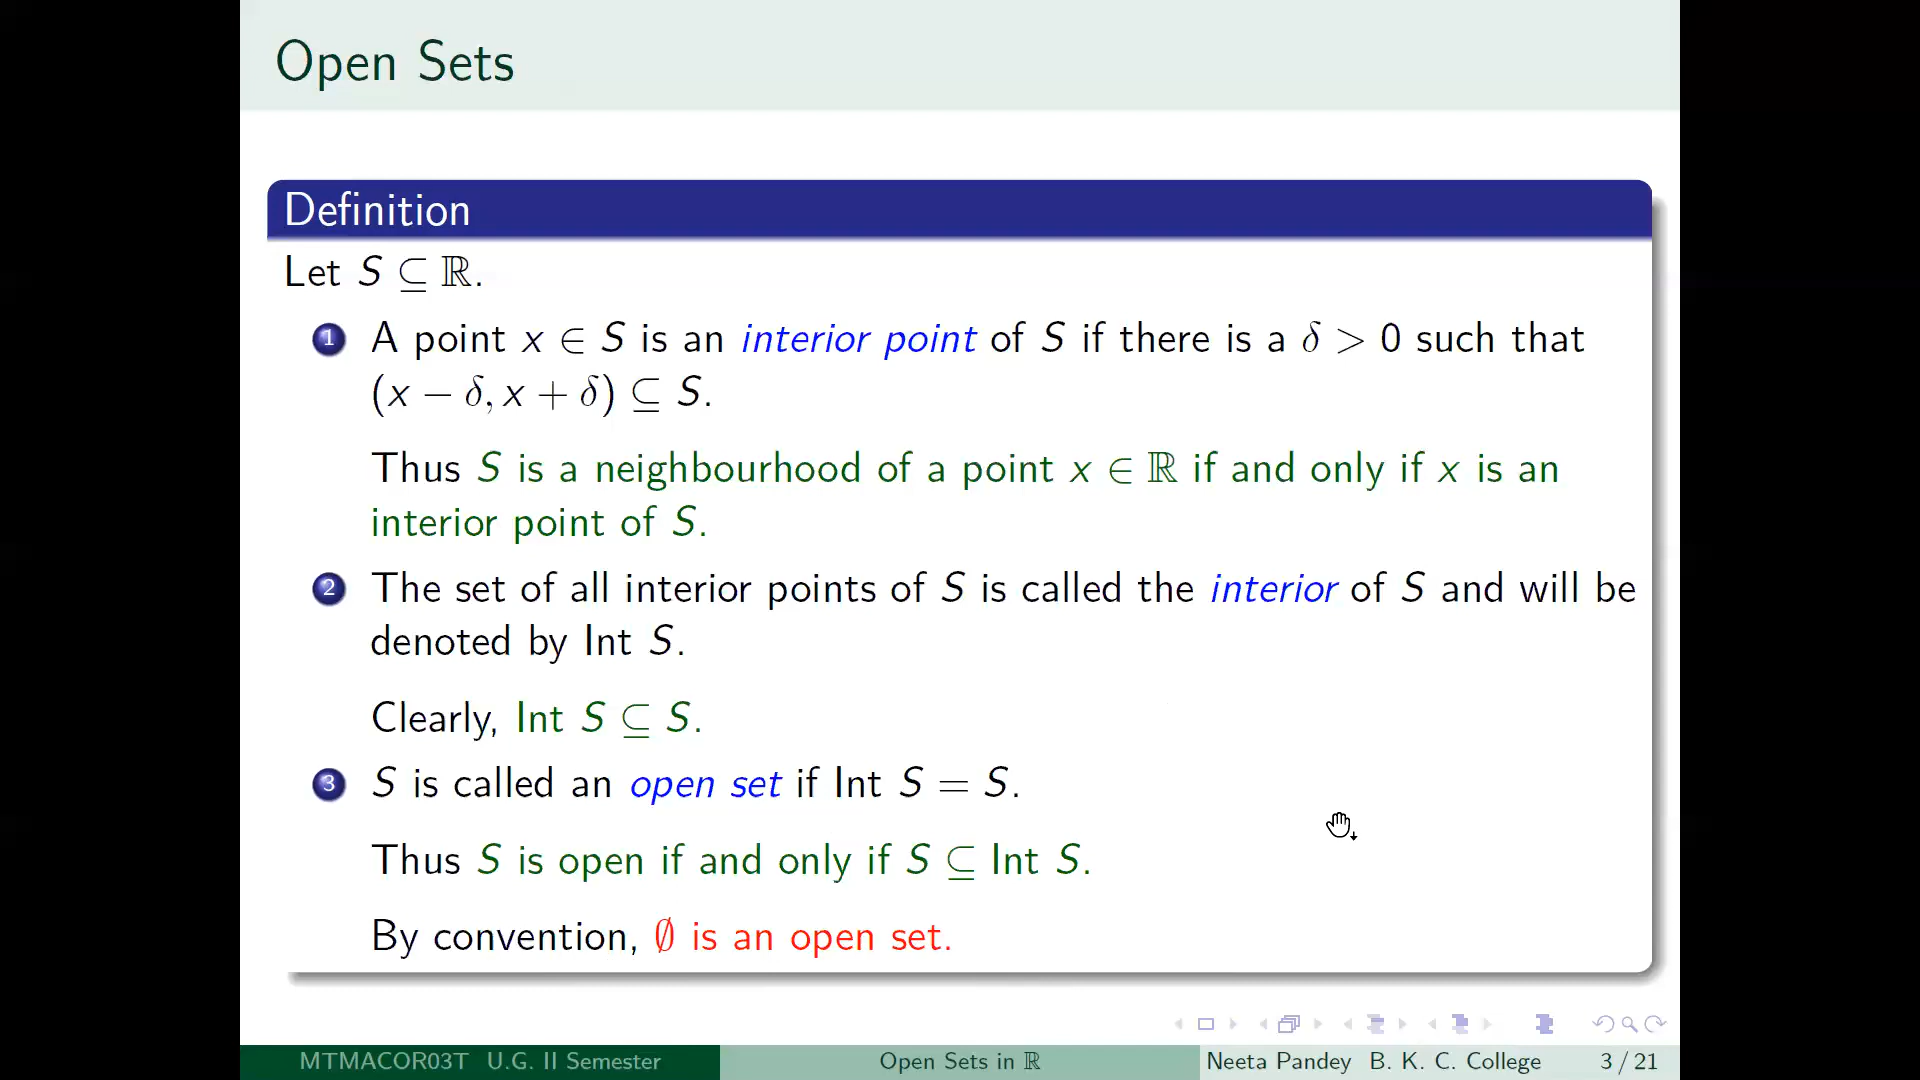 Open Sets
Definition
Let S ⊆ ℝ.
1 A point x ∈ S is an interior point of S if there is a δ > 0 such that
(x − δ, x + δ) ⊆ S.
Thus S is a neighbourhood of a point x ∈ ℝ if and only if x is an
interior point of S.
2 The set of all interior points of S is called the interior of S and will be
denoted by Int S.
Clearly, Int S ⊆ S.
3 S is called an open set if Int S = S.
Thus S is open if and only if S ⊆ Int S.
By convention, ∅ is an open set.
MTMACOR03T U.G. II Semester Open Sets in ℝ Neeta Pandey B. K. C. College 3 / 21